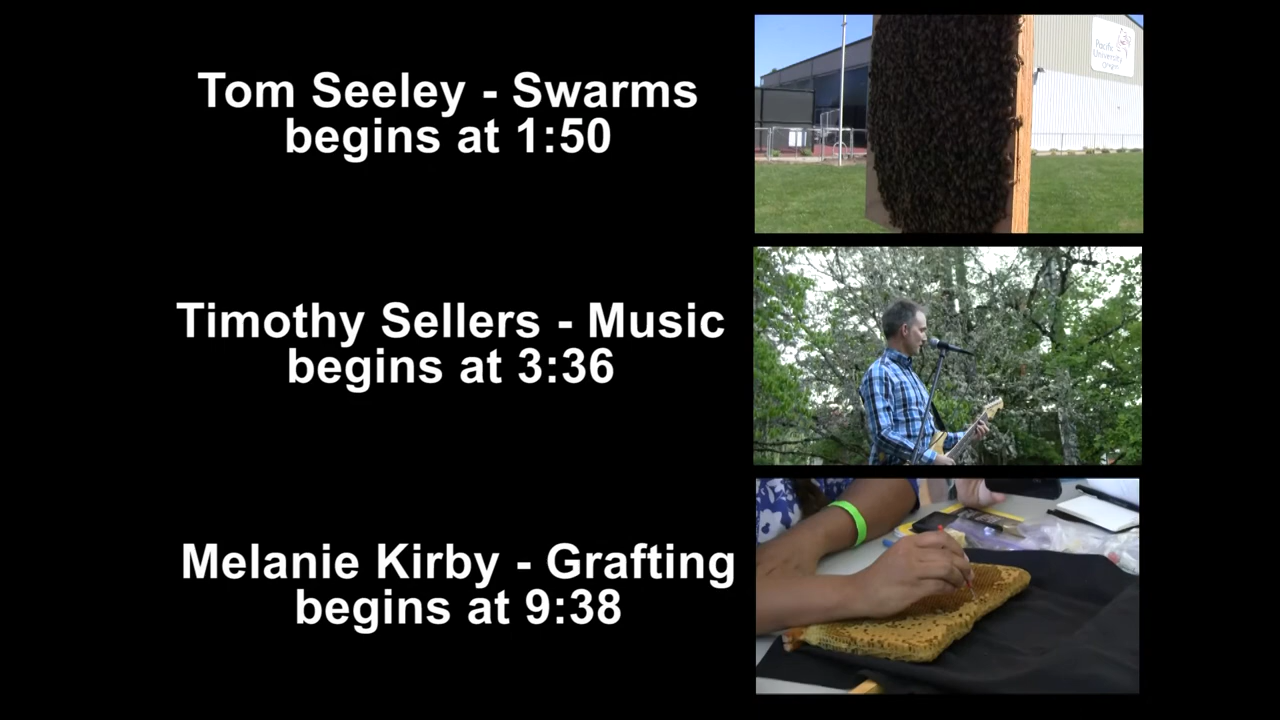 Tom Seeley - Swarms
begins at 1:50
Pacific
University
Oregon
Timothy Sellers - Music
begins at 3:36
Melanie Kirby - Grafting
begins at 9:38